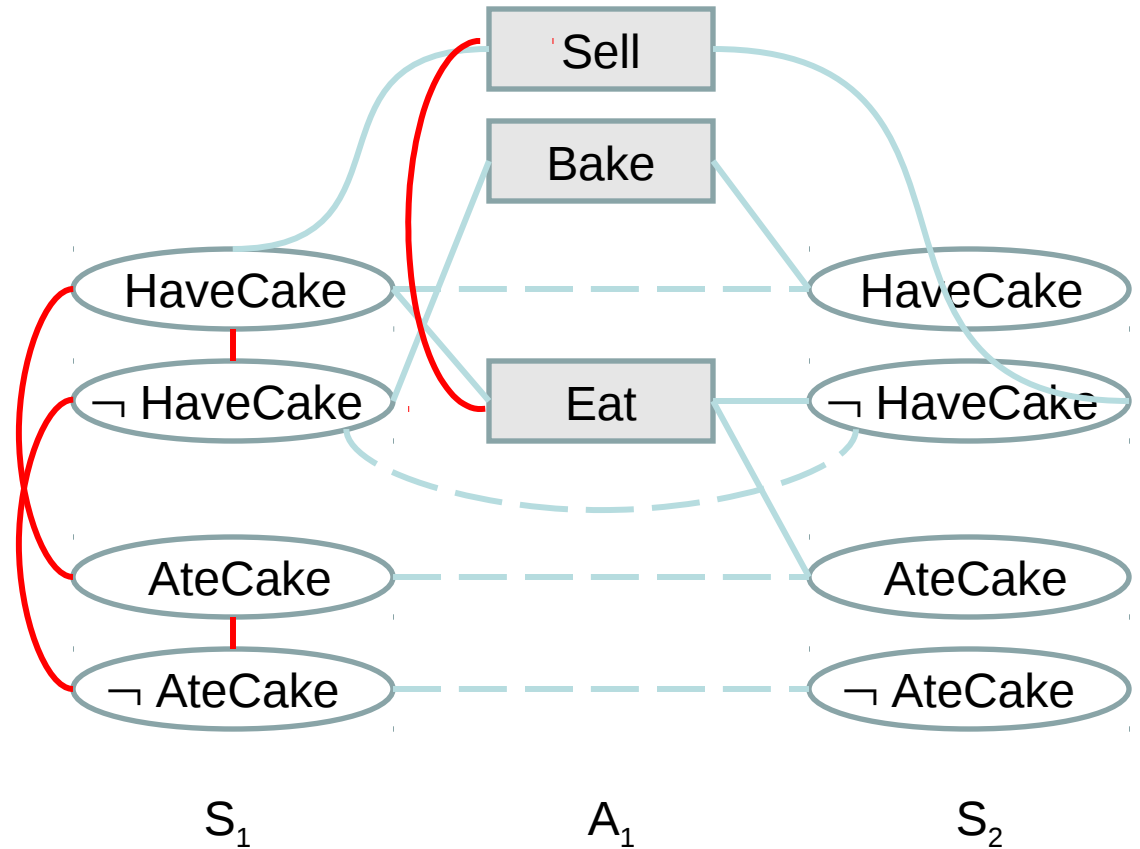 Sell
Bake
HaveCake
HaveCake
¬ HaveCake
Eat
¬ HaveCake
AteCake
AteCake
¬ AteCake
¬ AteCake
S₁
A₁
S₂